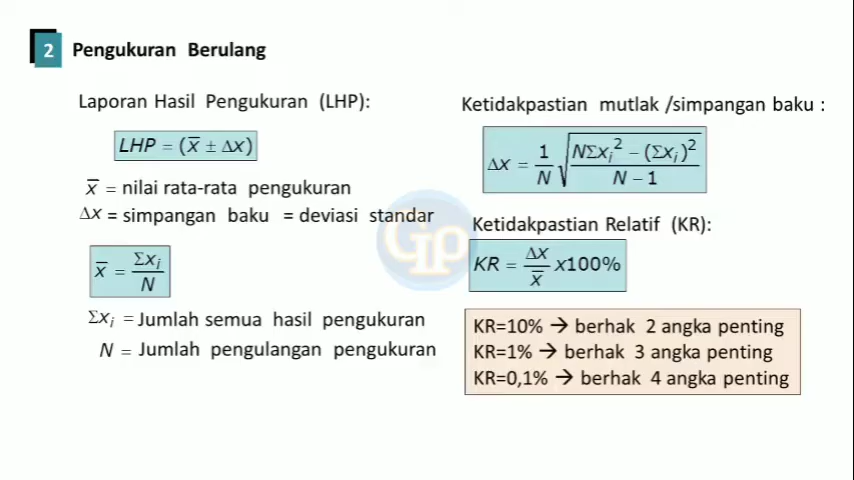 2 Pengukuran Berulang
Laporan Hasil Pengukuran (LHP):
LHP = (x̅ ± Δx)
x̅ = nilai rata-rata pengukuran
Δx = simpangan baku = deviasi standar
x̅ = Σxᵢ / N
Σxᵢ = Jumlah semua hasil pengukuran
N = Jumlah pengulangan pengukuran
Ketidakpastian mutlak /simpangan baku :
Δx = 1/N √((NΣxᵢ² − (Σxᵢ)²) / (N − 1))
Ketidakpastian Relatif (KR):
KR = Δx / x̅ x100%
KR=10% → berhak 2 angka penting
KR=1% → berhak 3 angka penting
KR=0,1% → berhak 4 angka penting
Gip